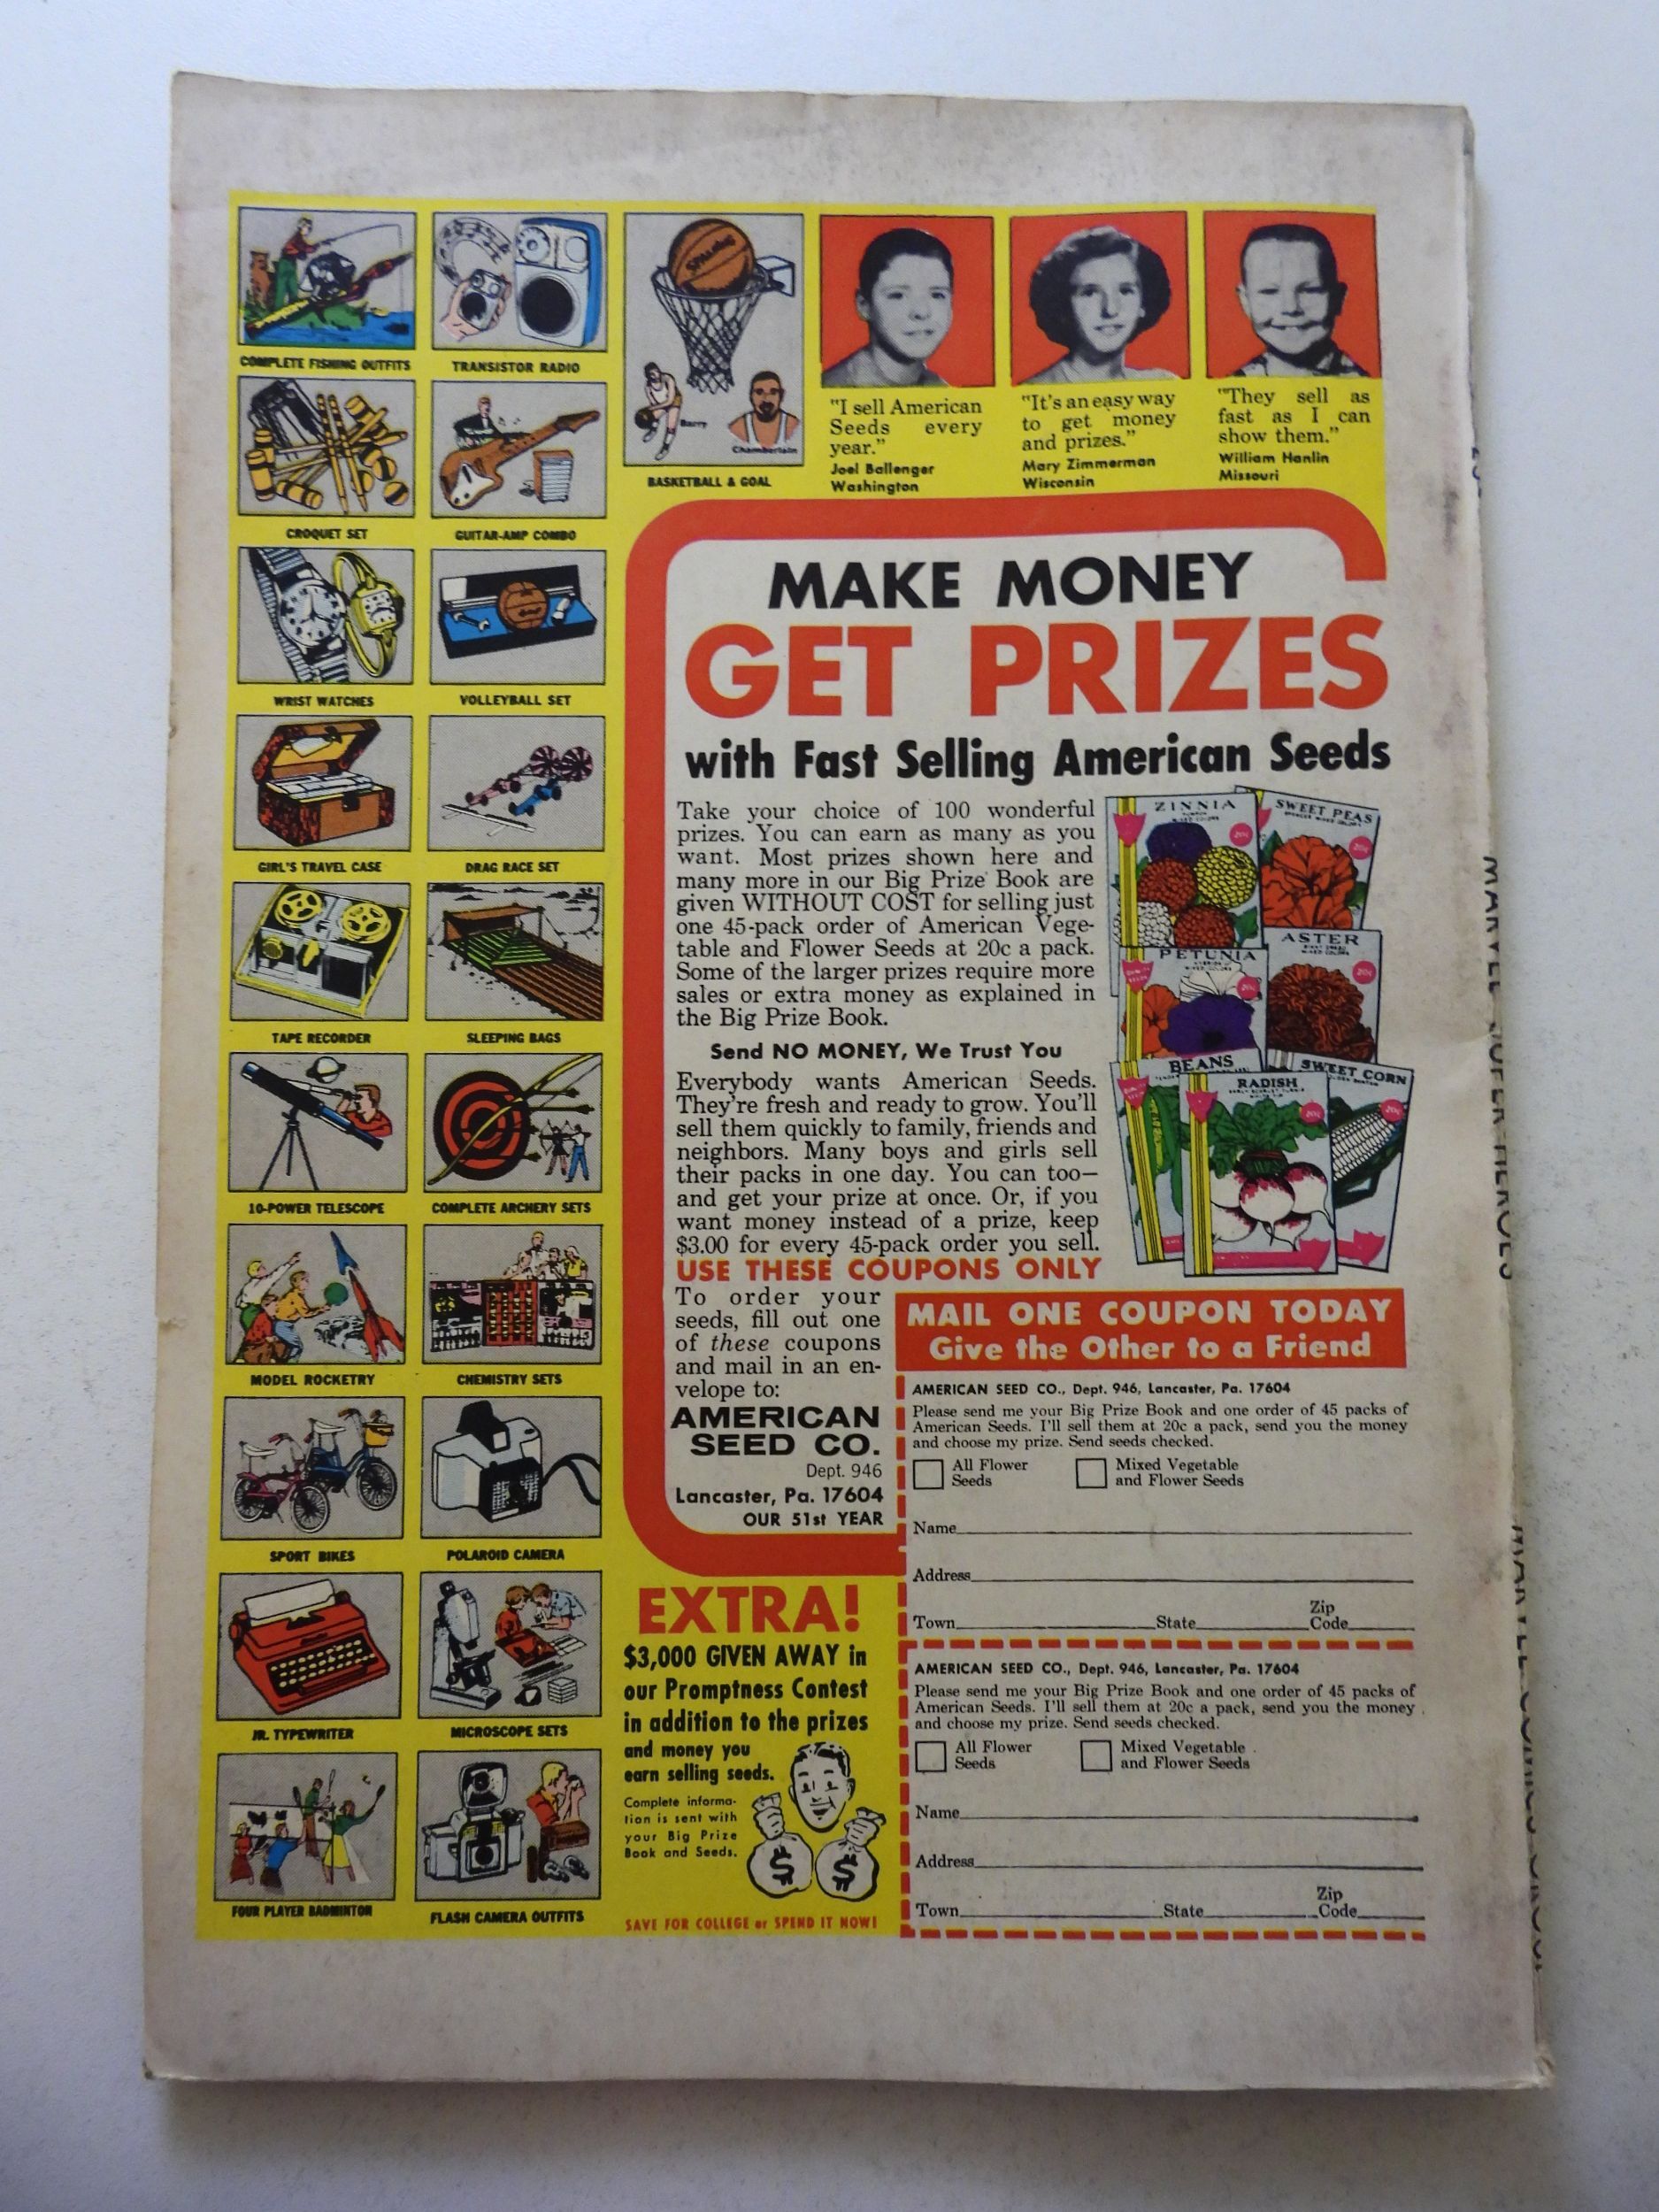 COMPLETE FISHING OUTFITS
TRANSISTOR RADIO
CROQUET SET
GUITAR-AMP COMBO
WRIST WATCHES
VOLLEYBALL SET
GIRL'S TRAVEL CASE
DRAG RACE SET
TAPE RECORDER
SLEEPING BAGS
10-POWER TELESCOPE
COMPLETE ARCHERY SETS
MODEL ROCKETRY
CHEMISTRY SETS
SPORT BIKES
POLAROID CAMERA
JR. TYPEWRITER
MICROSCOPE SETS
FOUR PLAYER BADMINTON
FLASH CAMERA OUTFITS
Spalding
Barry
Chamberlain
BASKETBALL & GOAL
"I sell American
Seeds every
year."
Joel Ballenger
Washington
"It's an easy way
to get money
and prizes."
Mary Zimmerman
Wisconsin
"They sell as
fast as I can
show them."
William Hanlin
Missouri
MAKE MONEY
GET PRIZES
with Fast Selling American Seeds
Take your choice of 100 wonderful
prizes. You can earn as many as you
want. Most prizes shown here and
many more in our Big Prize Book are
given WITHOUT COST for selling just
one 45-pack order of American Vege-
table and Flower Seeds at 20c a pack.
Some of the larger prizes require more
sales or extra money as explained in
the Big Prize Book.
Send NO MONEY, We Trust You
Everybody wants American Seeds.
They're fresh and ready to grow. You'll
sell them quickly to family, friends and
neighbors. Many boys and girls sell
their packs in one day. You can too—
and get your prize at once. Or, if you
want money instead of a prize, keep
$3.00 for every 45-pack order you sell.
USE THESE COUPONS ONLY
To order your
seeds, fill out one
of these coupons
and mail in an en-
velope to:
AMERICAN
SEED CO.
Dept. 946
Lancaster, Pa. 17604
OUR 51st YEAR
ZINNIA
MIXED COLORS
20c
SWEET PEAS
20c
PETUNIA
MIXED COLORS
20c
ASTER
MIXED COLORS
20c
BEANS
RADISH
20c
SWEET CORN
20c
MAIL ONE COUPON TODAY
Give the Other to a Friend
AMERICAN SEED CO., Dept. 946, Lancaster, Pa. 17604
Please send me your Big Prize Book and one order of 45 packs of
American Seeds. I'll sell them at 20c a pack, send you the money
and choose my prize. Send seeds checked.
All Flower
Seeds
Mixed Vegetable
and Flower Seeds
Name
Address
Town State Zip
Code
AMERICAN SEED CO., Dept. 946, Lancaster, Pa. 17604
Please send me your Big Prize Book and one order of 45 packs of
American Seeds. I'll sell them at 20c a pack, send you the money
and choose my prize. Send seeds checked.
All Flower
Seeds
Mixed Vegetable
and Flower Seeds
Name
Address
Town State Zip
Code
EXTRA!
$3,000 GIVEN AWAY in
our Promptness Contest
in addition to the prizes
and money you
earn selling seeds.
Complete informa-
tion is sent with
your Big Prize
Book and Seeds.
$ $
SAVE FOR COLLEGE or SPEND IT NOW!
MARVEL SUPER-HEROES
MARVEL COMICS GROUP